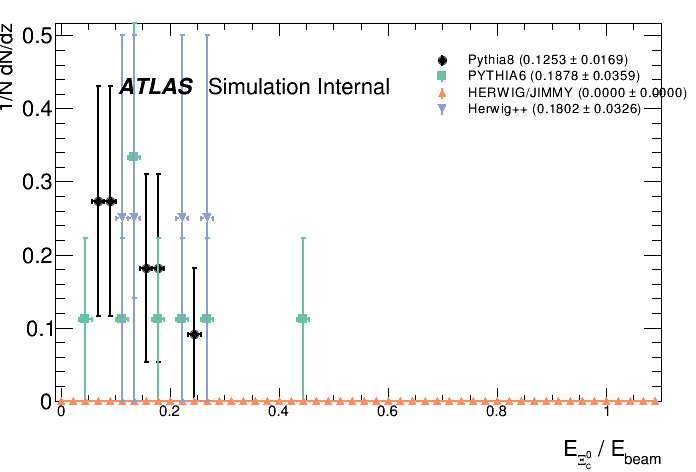 1/N dN/dz
ATLAS Simulation Internal
Pythia8 (0.1253 ± 0.0169)
PYTHIA6 (0.1878 ± 0.0359)
HERWIG/JIMMY (0.0000 ± 0.0000)
Herwig++ (0.1802 ± 0.0326)
0.5
0.4
0.3
0.2
0.1
0
0 0.2 0.4 0.6 0.8 1
E_{Ξ_c^0} / E_{beam}